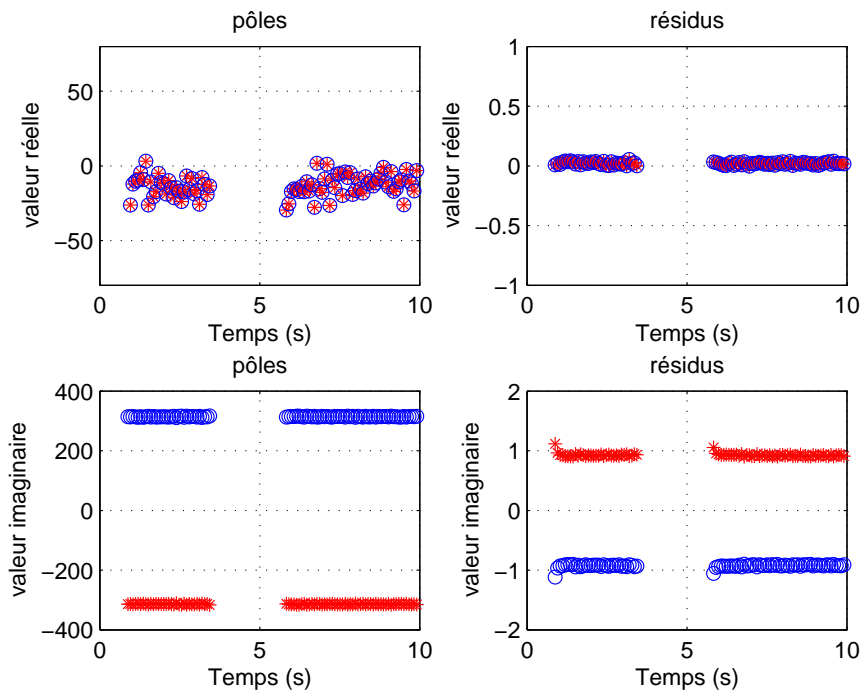 pôles
valeur réelle
50
0
−50
0
5
10
Temps (s)
résidus
valeur réelle
1
0.5
0
−0.5
−1
0
5
10
Temps (s)
pôles
valeur imaginaire
400
200
0
−200
−400
0
5
10
Temps (s)
résidus
valeur imaginaire
2
1
0
−1
−2
0
5
10
Temps (s)